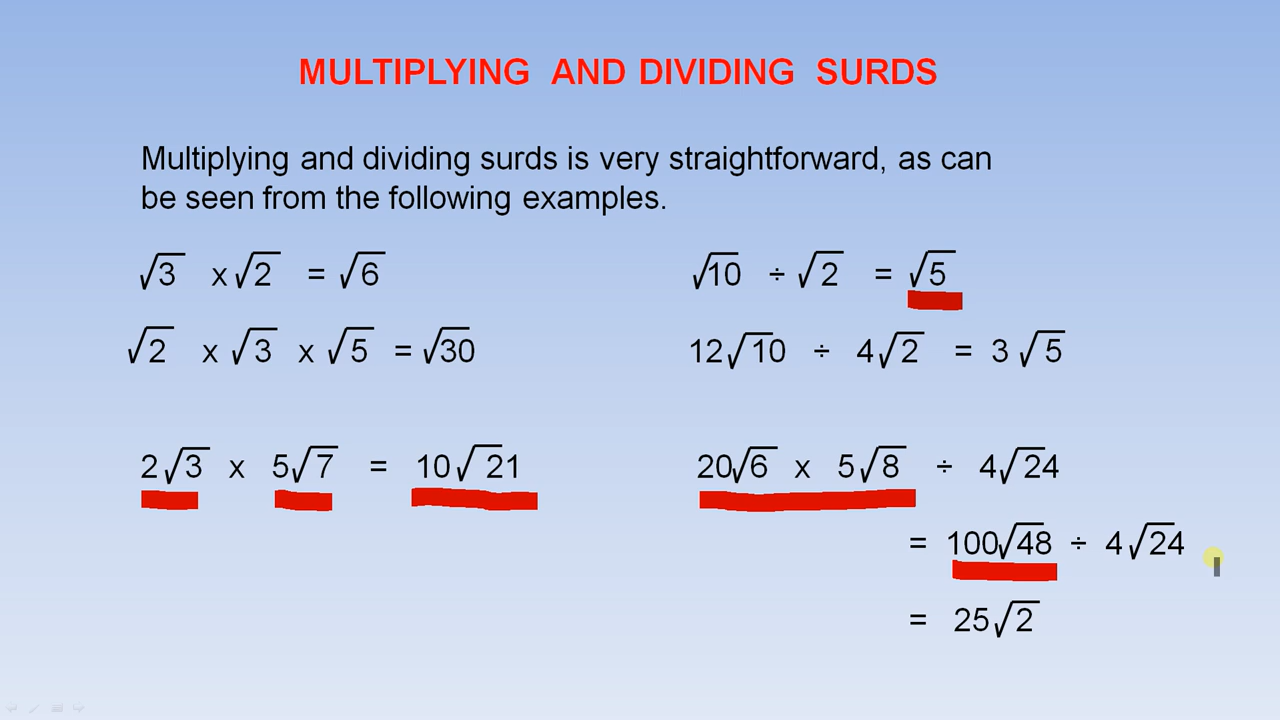 MULTIPLYING AND DIVIDING SURDS
Multiplying and dividing surds is very straightforward, as can
be seen from the following examples.
√3 x √2 = √6
√10 ÷ √2 = √5
√2 x √3 x √5 = √30
12√10 ÷ 4√2 = 3√5
2√3 x 5√7 = 10√21
20√6 x 5√8 ÷ 4√24
= 100√48 ÷ 4√24
= 25√2